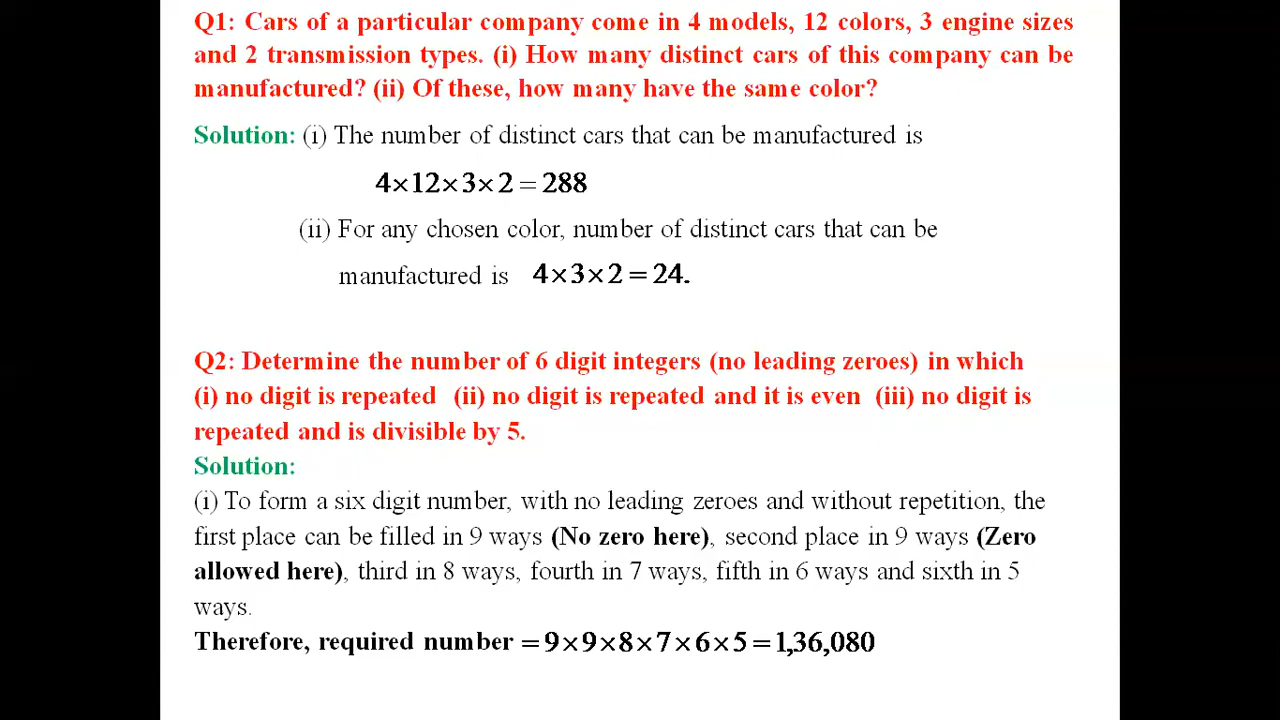 Q1: Cars of a particular company come in 4 models, 12 colors, 3 engine sizes
and 2 transmission types. (i) How many distinct cars of this company can be
manufactured? (ii) Of these, how many have the same color?
Solution: (i) The number of distinct cars that can be manufactured is
4×12×3×2=288
(ii) For any chosen color, number of distinct cars that can be
manufactured is 4×3×2=24.
Q2: Determine the number of 6 digit integers (no leading zeroes) in which
(i) no digit is repeated (ii) no digit is repeated and it is even (iii) no digit is
repeated and is divisible by 5.
Solution:
(i) To form a six digit number, with no leading zeroes and without repetition, the
first place can be filled in 9 ways (No zero here), second place in 9 ways (Zero
allowed here), third in 8 ways, fourth in 7 ways, fifth in 6 ways and sixth in 5
ways.
Therefore, required number =9×9×8×7×6×5=1,36,080